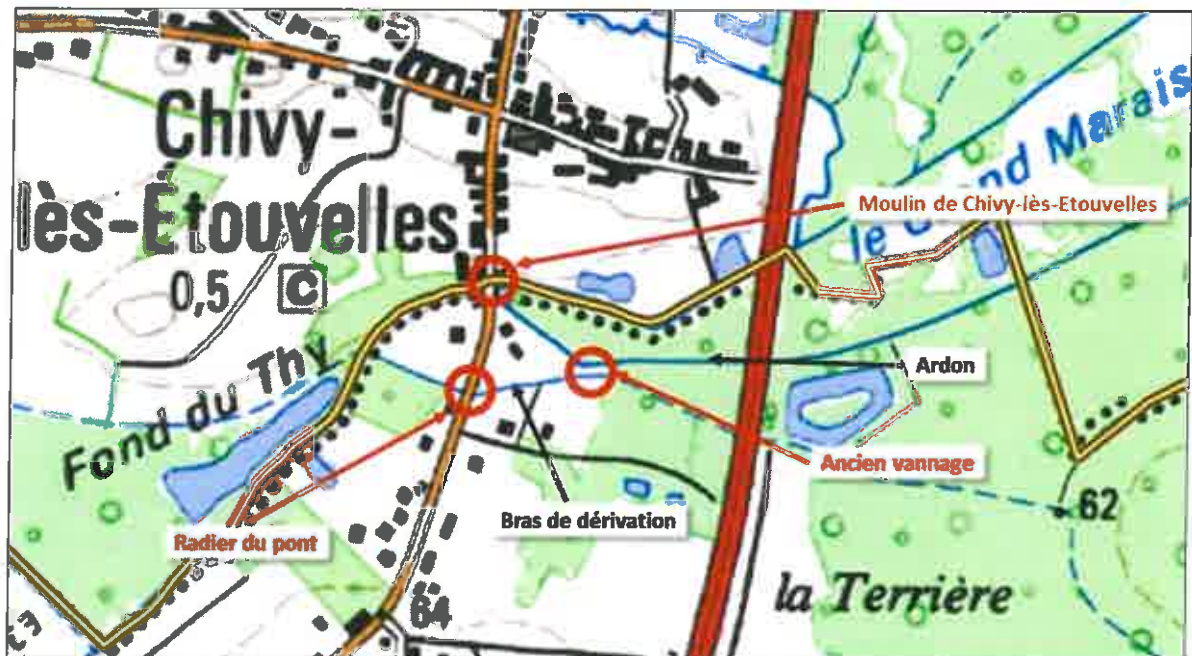 Chivy-
lès-Étouvelles
0,5 C
Moulin de Chivy-lès-Etouvelles
le Grand Marais
Fond du Thy
Ardon
Ancien vannage
Bras de dérivation
Radier du pont
62
64
la Terrière